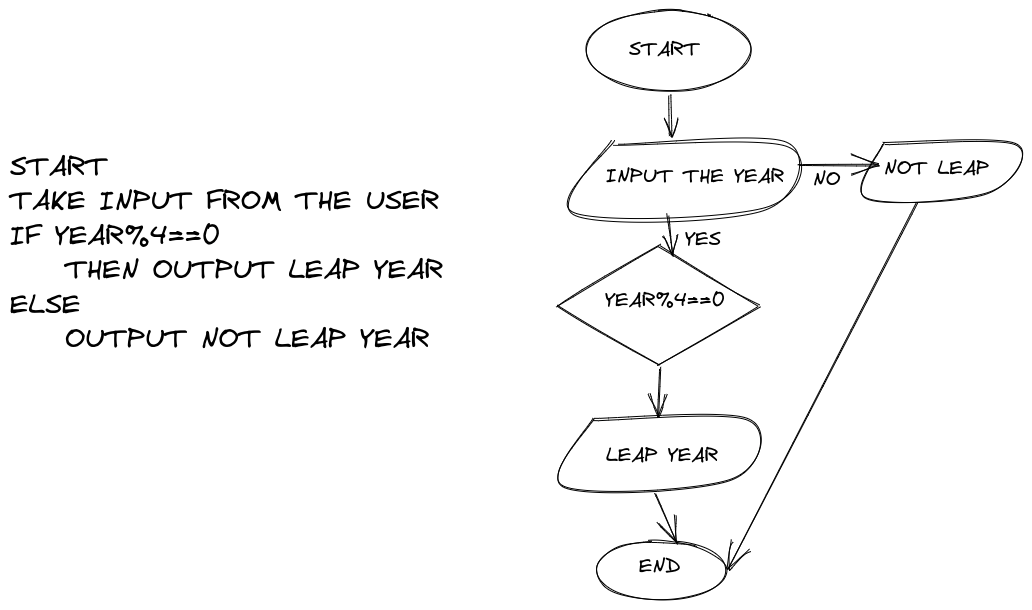 START
TAKE INPUT FROM THE USER
IF YEAR%4==0
THEN OUTPUT LEAP YEAR
ELSE
OUTPUT NOT LEAP YEAR
START
INPUT THE YEAR
NO
NOT LEAP
YES
YEAR%4==0
LEAP YEAR
END